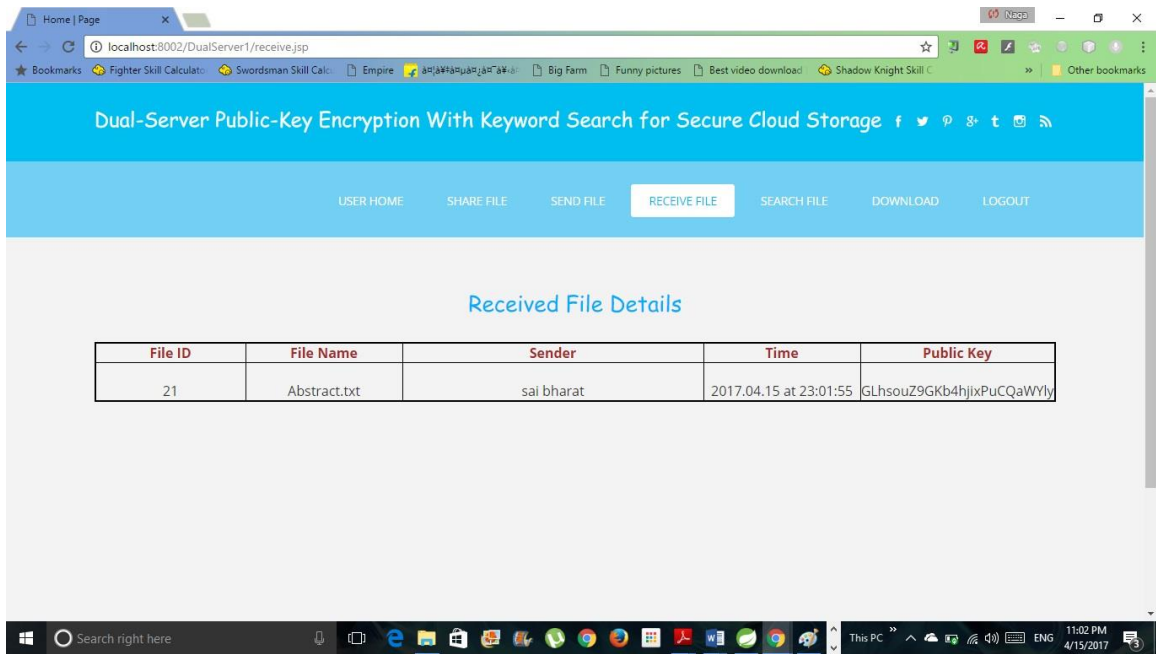 Home | Page
Naga
localhost:8002/DualServer1/receive.jsp
Bookmarks Fighter Skill Calculato Swordsman Skill Calc Empire Big Farm Funny pictures Best video download Shadow Knight Skill C » Other bookmarks
Dual-Server Public-Key Encryption With Keyword Search for Secure Cloud Storage
USER HOME SHARE FILE SEND FILE RECEIVE FILE SEARCH FILE DOWNLOAD LOGOUT
Received File Details
File ID File Name Sender Time Public Key
21 Abstract.txt sai bharat 2017.04.15 at 23:01:55 GLhsouZ9GKb4hjixPuCQaWYly
Search right here This PC » ENG 11:02 PM
4/15/2017